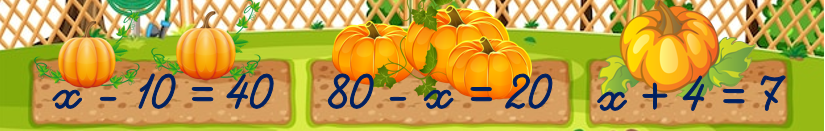 x - 10 = 40
80 - x = 20
x + 4 = 7